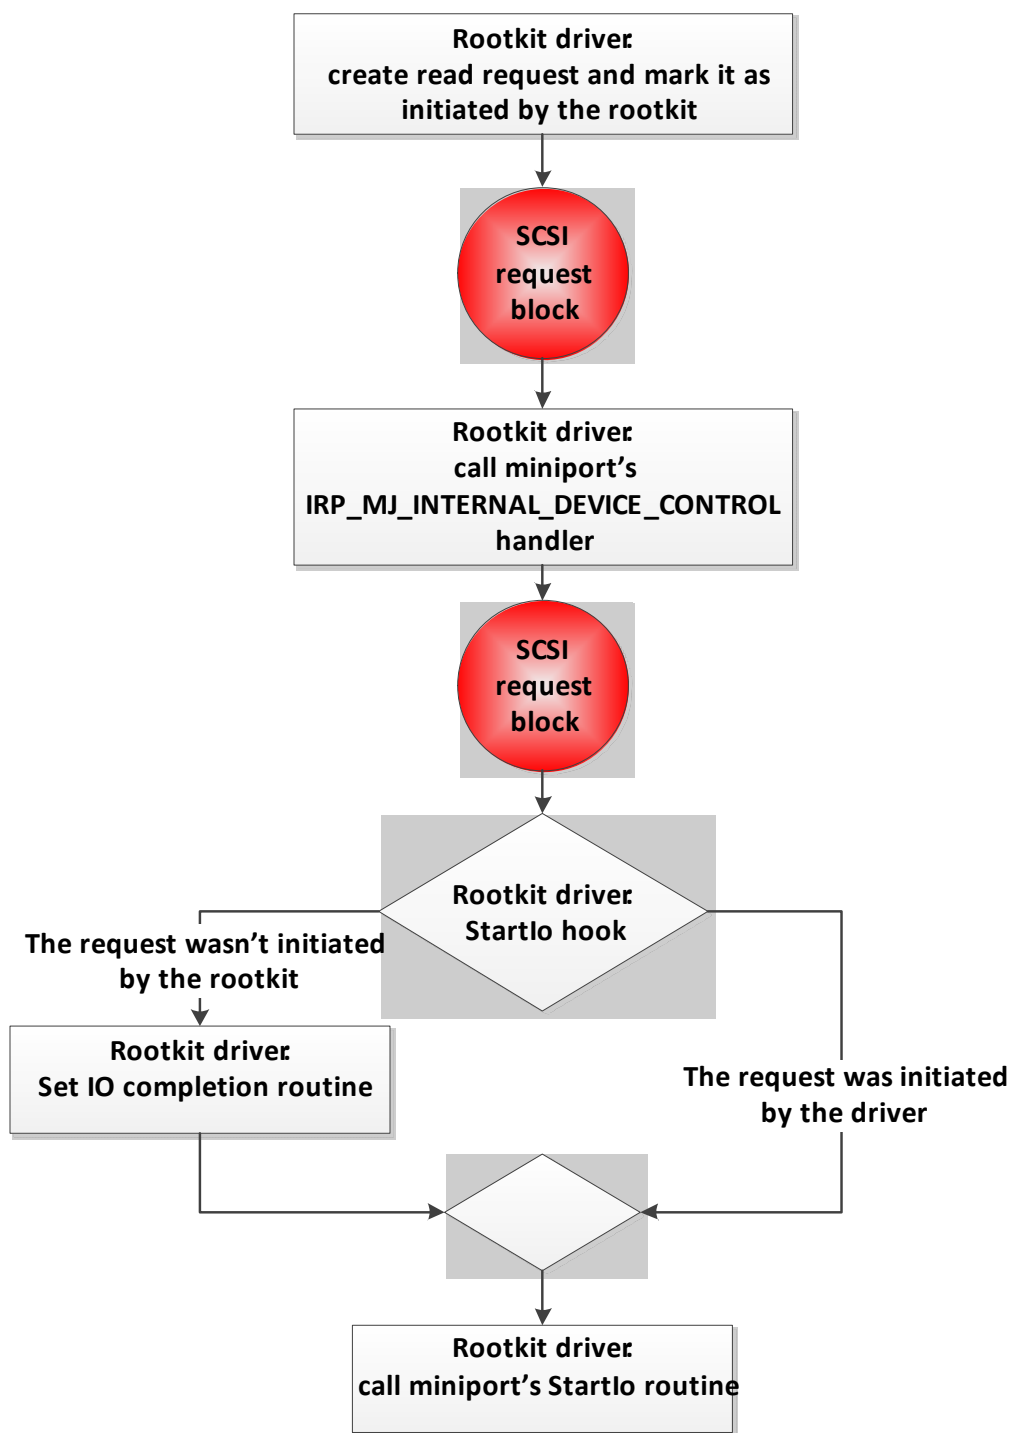 Rootkit driver:
create read request and mark it as
initiated by the rootkit
SCSI
request
block
Rootkit driver:
call miniport's
IRP_MJ_INTERNAL_DEVICE_CONTROL
handler
SCSI
request
block
Rootkit driver:
StartIo hook
The request wasn't initiated
by the rootkit
Rootkit driver:
Set IO completion routine
The request was initiated
by the driver
Rootkit driver:
call miniport's StartIo routine